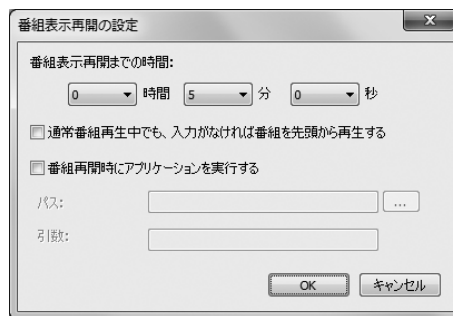 番組表示再開の設定
番組表示再開までの時間:
0 時間 5 分 0 秒
通常番組再生中でも、入力がなければ番組を先頭から再生する
番組再開時にアプリケーションを実行する
パス: ...
引数:
OK キャンセル